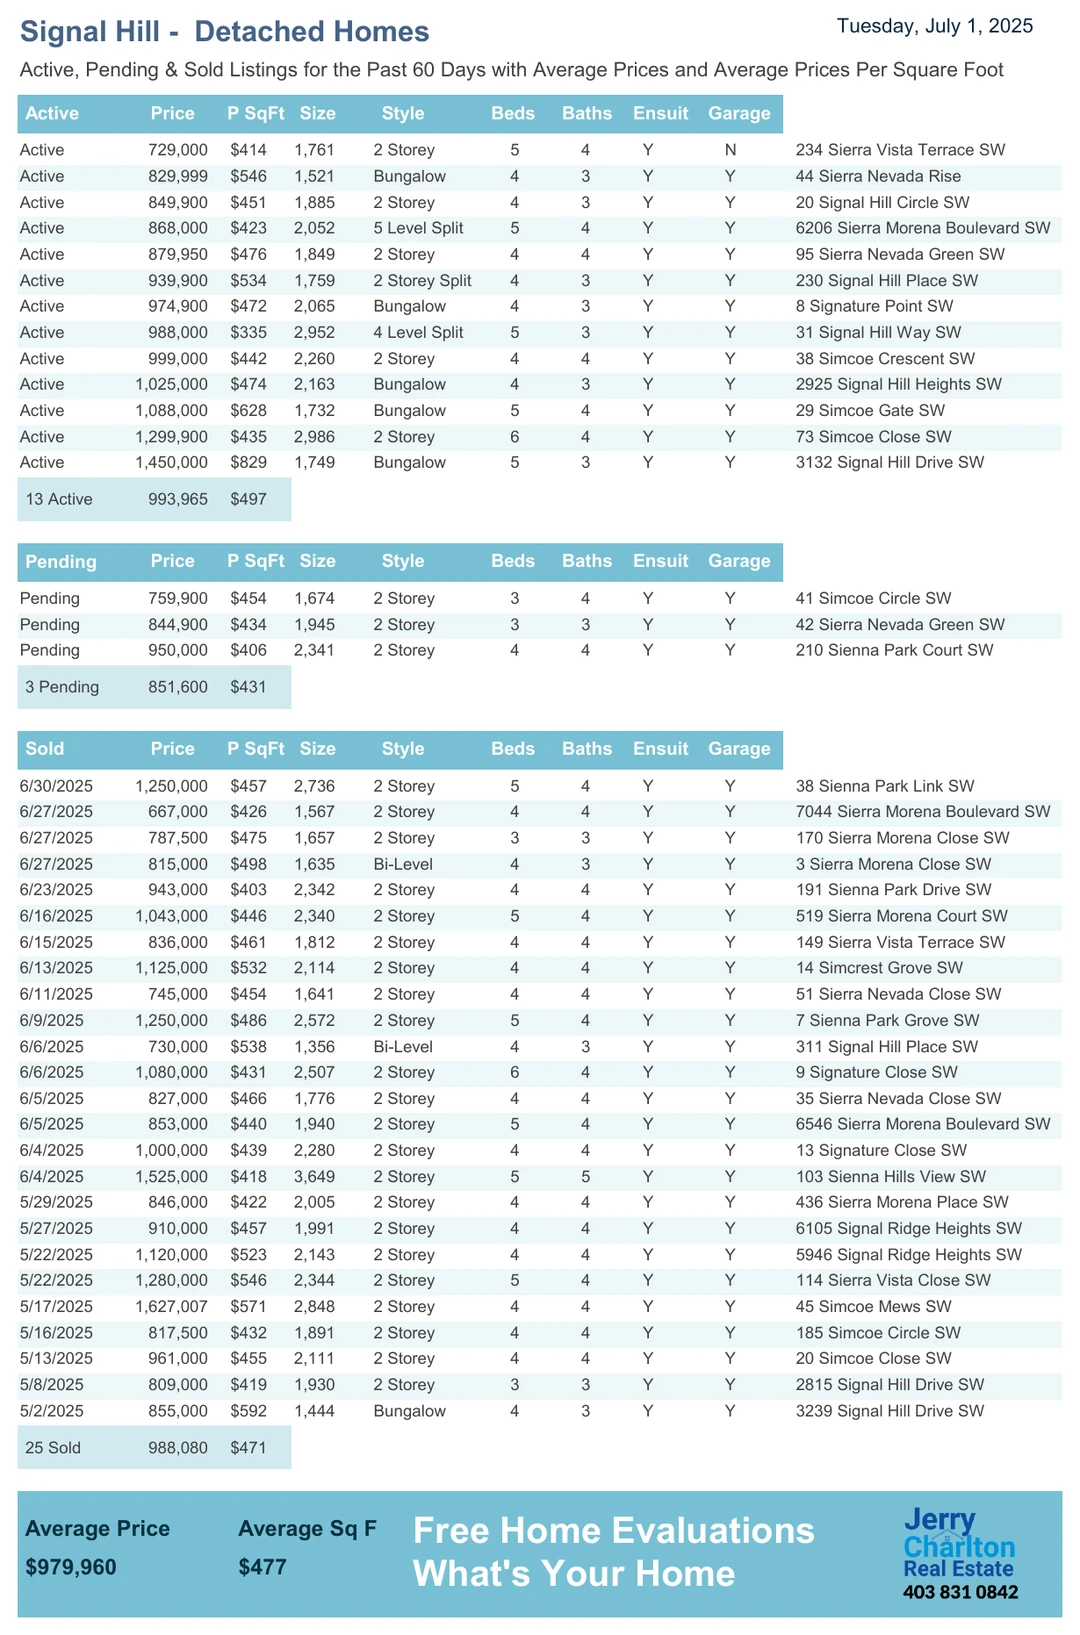 Signal Hill -  Detached Homes
Tuesday, July 1, 2025
Active, Pending & Sold Listings for the Past 60 Days with Average Prices and Average Prices Per Square Foot
Active Price P SqFt Size Style Beds Baths Ensuit Garage
Active 729,000 $414 1,761 2 Storey 5 4 Y N 234 Sierra Vista Terrace SW
Active 829,999 $546 1,521 Bungalow 4 3 Y Y 44 Sierra Nevada Rise
Active 849,900 $451 1,885 2 Storey 4 3 Y Y 20 Signal Hill Circle SW
Active 868,000 $423 2,052 5 Level Split 5 4 Y Y 6206 Sierra Morena Boulevard SW
Active 879,950 $476 1,849 2 Storey 4 4 Y Y 95 Sierra Nevada Green SW
Active 939,900 $534 1,759 2 Storey Split 4 3 Y Y 230 Signal Hill Place SW
Active 974,900 $472 2,065 Bungalow 4 3 Y Y 8 Signature Point SW
Active 988,000 $335 2,952 4 Level Split 5 3 Y Y 31 Signal Hill Way SW
Active 999,000 $442 2,260 2 Storey 4 4 Y Y 38 Simcoe Crescent SW
Active 1,025,000 $474 2,163 Bungalow 4 3 Y Y 2925 Signal Hill Heights SW
Active 1,088,000 $628 1,732 Bungalow 5 4 Y Y 29 Simcoe Gate SW
Active 1,299,900 $435 2,986 2 Storey 6 4 Y Y 73 Simcoe Close SW
Active 1,450,000 $829 1,749 Bungalow 5 3 Y Y 3132 Signal Hill Drive SW
13 Active 993,965 $497
Pending Price P SqFt Size Style Beds Baths Ensuit Garage
Pending 759,900 $454 1,674 2 Storey 3 4 Y Y 41 Simcoe Circle SW
Pending 844,900 $434 1,945 2 Storey 3 3 Y Y 42 Sierra Nevada Green SW
Pending 950,000 $406 2,341 2 Storey 4 4 Y Y 210 Sienna Park Court SW
3 Pending 851,600 $431
Sold Price P SqFt Size Style Beds Baths Ensuit Garage
6/30/2025 1,250,000 $457 2,736 2 Storey 5 4 Y Y 38 Sienna Park Link SW
6/27/2025 667,000 $426 1,567 2 Storey 4 4 Y Y 7044 Sierra Morena Boulevard SW
6/27/2025 787,500 $475 1,657 2 Storey 3 3 Y Y 170 Sierra Morena Close SW
6/27/2025 815,000 $498 1,635 Bi-Level 4 3 Y Y 3 Sierra Morena Close SW
6/23/2025 943,000 $403 2,342 2 Storey 4 4 Y Y 191 Sienna Park Drive SW
6/16/2025 1,043,000 $446 2,340 2 Storey 5 4 Y Y 519 Sierra Morena Court SW
6/15/2025 836,000 $461 1,812 2 Storey 4 4 Y Y 149 Sierra Vista Terrace SW
6/13/2025 1,125,000 $532 2,114 2 Storey 4 4 Y Y 14 Simcrest Grove SW
6/11/2025 745,000 $454 1,641 2 Storey 4 4 Y Y 51 Sierra Nevada Close SW
6/9/2025 1,250,000 $486 2,572 2 Storey 5 4 Y Y 7 Sienna Park Grove SW
6/6/2025 730,000 $538 1,356 Bi-Level 4 3 Y Y 311 Signal Hill Place SW
6/6/2025 1,080,000 $431 2,507 2 Storey 6 4 Y Y 9 Signature Close SW
6/5/2025 827,000 $466 1,776 2 Storey 4 4 Y Y 35 Sierra Nevada Close SW
6/5/2025 853,000 $440 1,940 2 Storey 5 4 Y Y 6546 Sierra Morena Boulevard SW
6/4/2025 1,000,000 $439 2,280 2 Storey 4 4 Y Y 13 Signature Close SW
6/4/2025 1,525,000 $418 3,649 2 Storey 5 5 Y Y 103 Sienna Hills View SW
5/29/2025 846,000 $422 2,005 2 Storey 4 4 Y Y 436 Sierra Morena Place SW
5/27/2025 910,000 $457 1,991 2 Storey 4 4 Y Y 6105 Signal Ridge Heights SW
5/22/2025 1,120,000 $523 2,143 2 Storey 4 4 Y Y 5946 Signal Ridge Heights SW
5/22/2025 1,280,000 $546 2,344 2 Storey 5 4 Y Y 114 Sierra Vista Close SW
5/17/2025 1,627,007 $571 2,848 2 Storey 4 4 Y Y 45 Simcoe Mews SW
5/16/2025 817,500 $432 1,891 2 Storey 4 4 Y Y 185 Simcoe Circle SW
5/13/2025 961,000 $455 2,111 2 Storey 4 4 Y Y 20 Simcoe Close SW
5/8/2025 809,000 $419 1,930 2 Storey 3 3 Y Y 2815 Signal Hill Drive SW
5/2/2025 855,000 $592 1,444 Bungalow 4 3 Y Y 3239 Signal Hill Drive SW
25 Sold 988,080 $471
Average Price Average Sq F
$979,960 $477
Free Home Evaluations
What's Your Home
Jerry
Charlton
Real Estate
403 831 0842